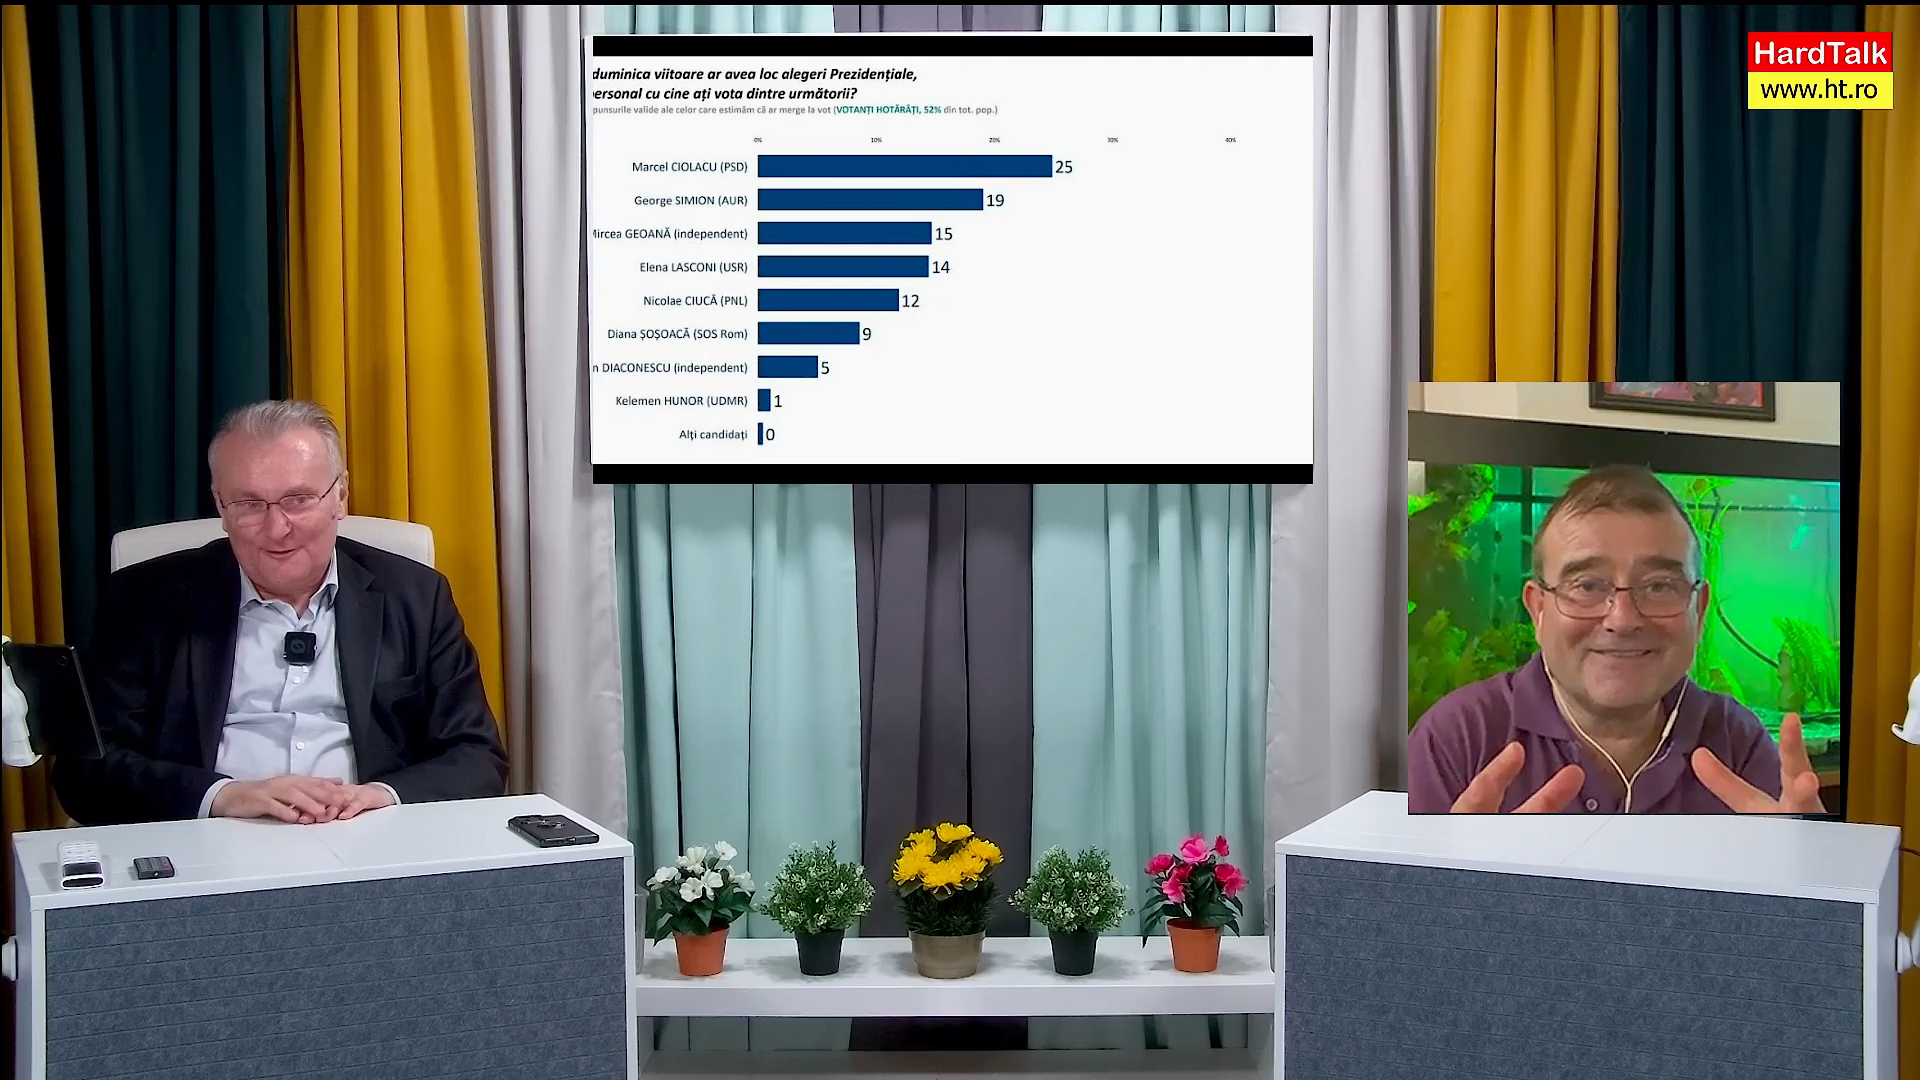 HardTalk
www.ht.ro
duminica viitoare ar avea loc alegeri Prezidențiale,
personal cu cine ați vota dintre următorii?
punsurile valide ale celor care estimăm că ar merge la vot (VOTANȚI HOTĂRÂȚI, 52% din tot. pop.)
0% 10% 20% 30% 40%
Marcel CIOLACU (PSD) 25
George SIMION (AUR) 19
Mircea GEOANĂ (independent) 15
Elena LASCONI (USR) 14
Nicolae CIUCĂ (PNL) 12
Diana ȘOȘOACĂ (SOS Rom) 9
n DIACONESCU (independent) 5
Kelemen HUNOR (UDMR) 1
Alți candidați 0